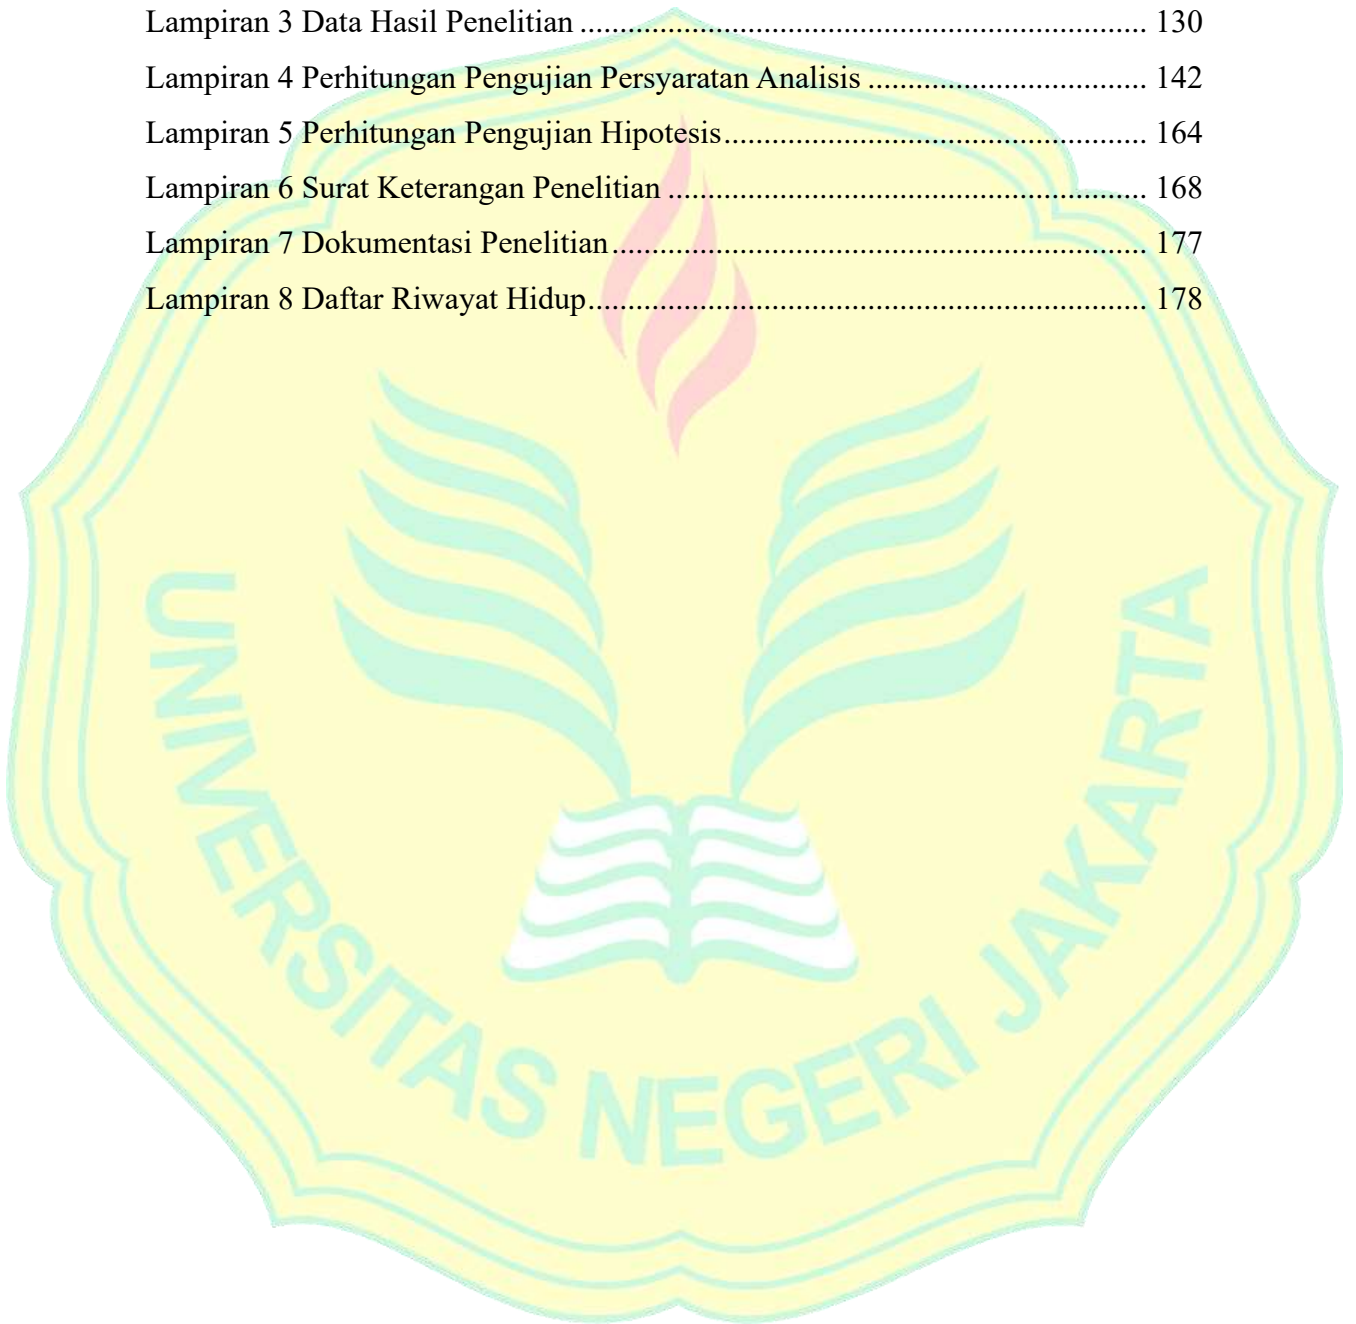 Lampiran 3 Data Hasil Penelitian ........................................................................ 130
Lampiran 4 Perhitungan Pengujian Persyaratan Analisis ................................... 142
Lampiran 5 Perhitungan Pengujian Hipotesis..................................................... 164
Lampiran 6 Surat Keterangan Penelitian ............................................................ 168
Lampiran 7 Dokumentasi Penelitian................................................................... 177
Lampiran 8 Daftar Riwayat Hidup...................................................................... 178
UNIVERSITAS NEGERI JAKARTA